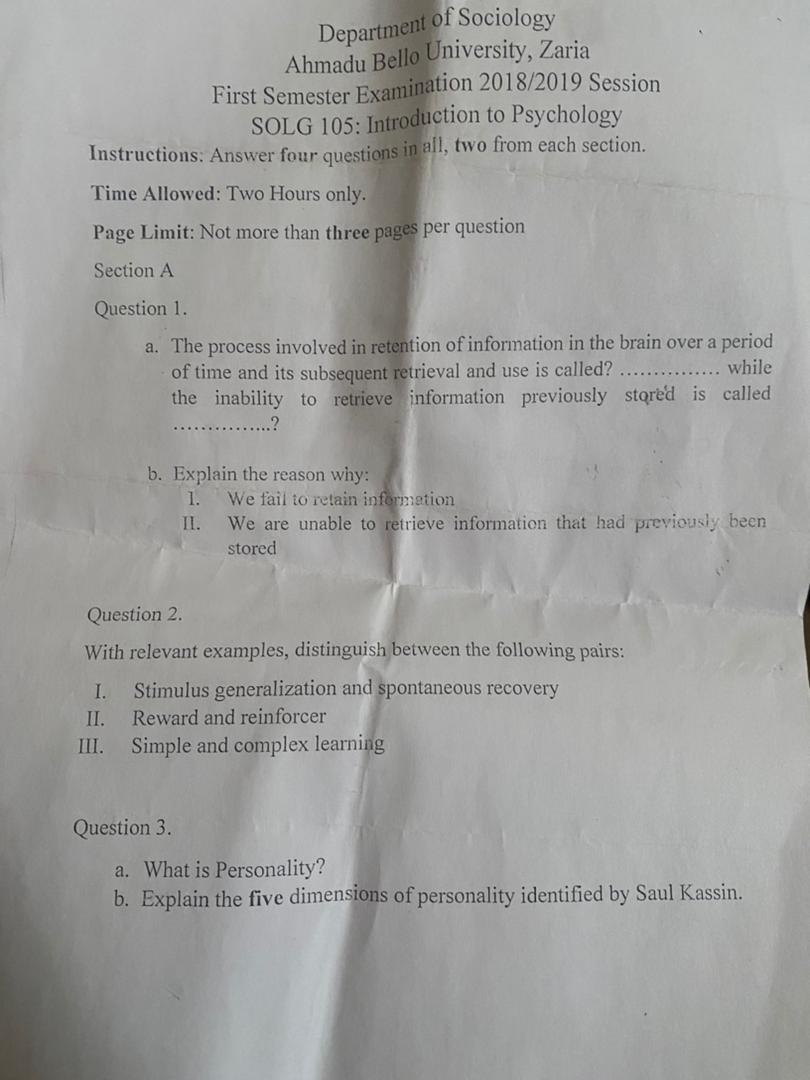 Department of Sociology
Ahmadu Bello University, Zaria
First Semester Examination 2018/2019 Session
SOLG 105: Introduction to Psychology
Instructions: Answer four questions in all, two from each section.
Time Allowed: Two Hours only.
Page Limit: Not more than three pages per question
Section A
Question 1.
a. The process involved in retention of information in the brain over a period
of time and its subsequent retrieval and use is called? ............... while
the inability to retrieve information previously stored is called
...............?
b. Explain the reason why:
I. We fail to retain information
II. We are unable to retrieve information that had previously been
stored
Question 2.
With relevant examples, distinguish between the following pairs:
I. Stimulus generalization and spontaneous recovery
II. Reward and reinforcer
III. Simple and complex learning
Question 3.
a. What is Personality?
b. Explain the five dimensions of personality identified by Saul Kassin.